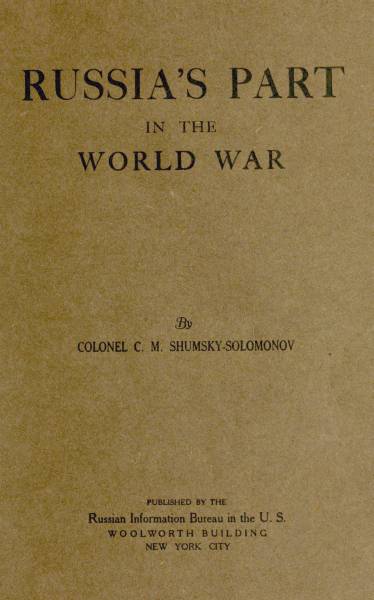 RUSSIA'S PART
IN THE
WORLD WAR
By
COLONEL C. M. SHUMSKY-SOLOMONOV
PUBLISHED BY THE
Russian Information Bureau in the U. S.
WOOLWORTH BUILDING
NEW YORK CITY